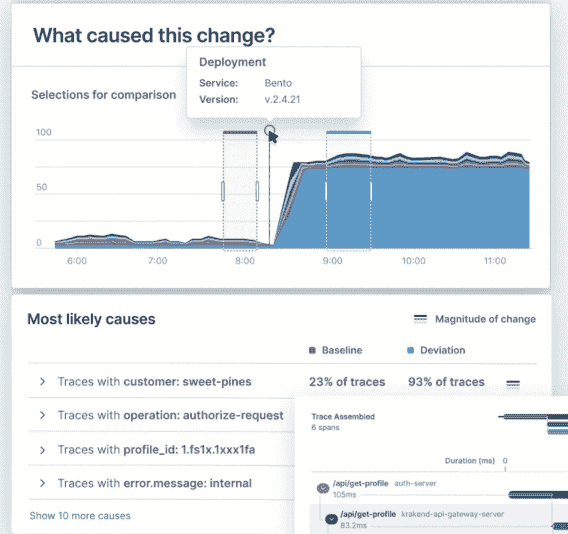 What caused this change?
Deployment
Service: Bento
Version: v.2.4.21
Selections for comparison
100
50
0
6:00 7:00 8:00 9:00 10:00 11:00
Most likely causes
Magnitude of change
Baseline Deviation
Traces with customer: sweet-pines 23% of traces 93% of traces
Traces with operation: authorize-request
Traces with profile_id: 1.fs1x.1xxx1fa
Traces with error.message: internal
Show 10 more causes
Trace Assembled
6 spans
Duration (ms) 0
/api/get-profile auth-server
105ms
/api/get-profile krakend-api-gateway-server
83.2ms